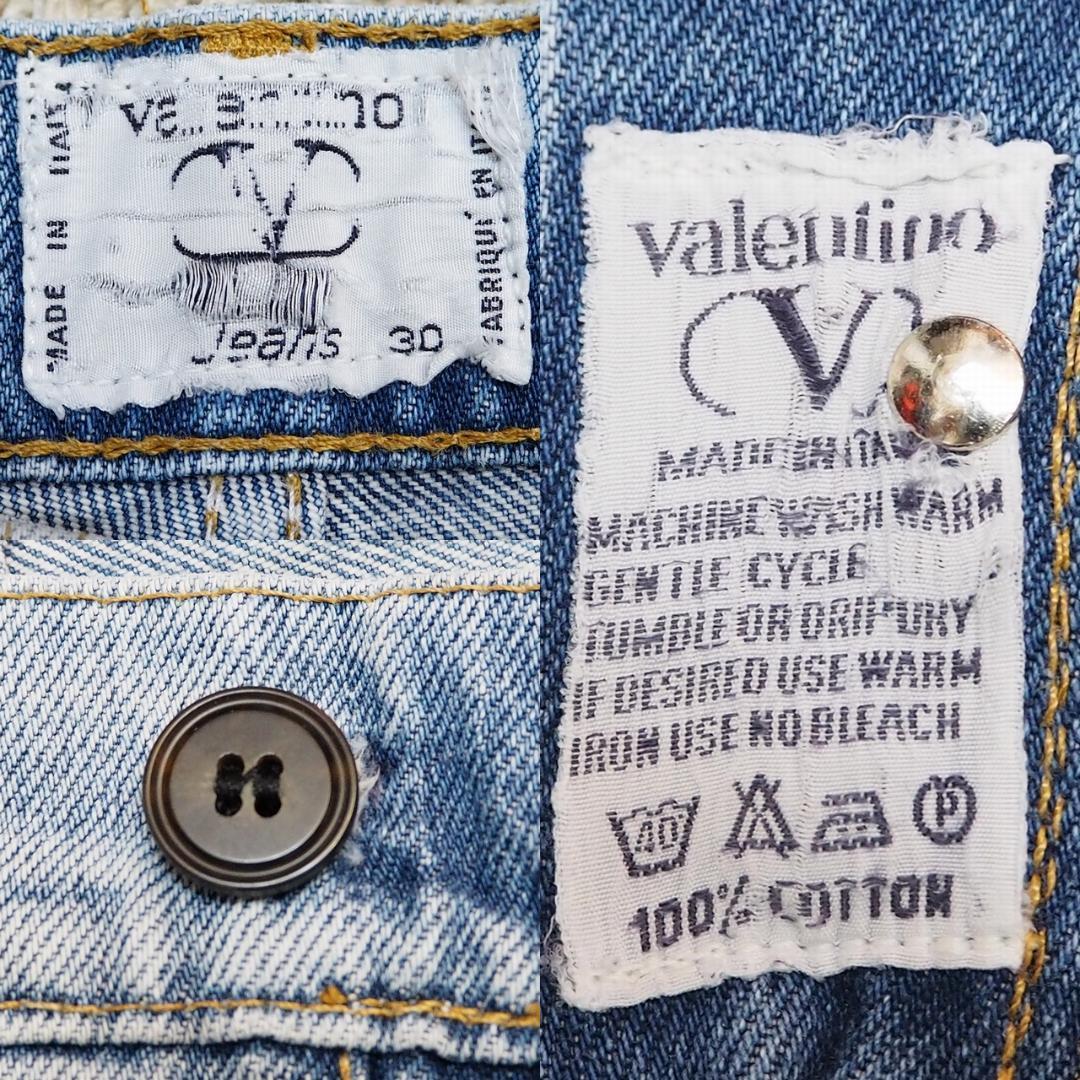 MADE IN ITALY
Jeans 30
FABRIQUÉ EN
valentino
V
MACHINE WASH WARM
GENTLE CYCLE
TUMBLE OR DRIP DRY
IF DESIRED USE WARM
IRON USE NO BLEACH
40 A P
100% COTTON